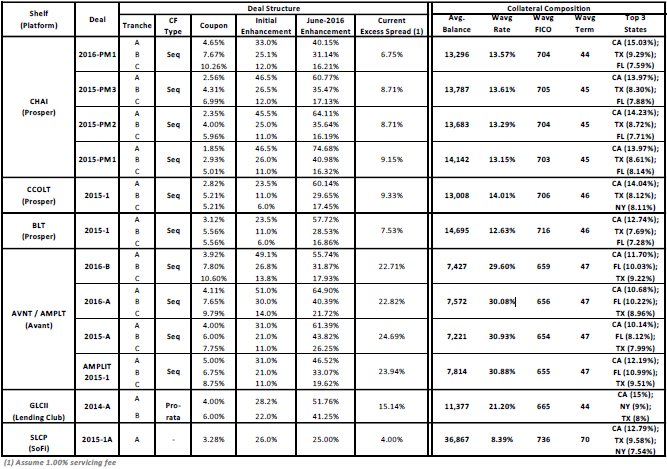 Deal Structure Collateral Composition
Shelf (Platform) Deal Tranche CF Type Coupon Initial Enhancement June-2016 Enhancement Current Excess Spread (1) Avg. Balance Wavg Rate Wavg FICO Wavg Term Top 3 States
CHAI (Prosper)
2016-PM1 Seq 6.75% 13,296 13.57% 704 44
A 4.65% 33.0% 40.15% CA (15.03%);
B 7.67% 25.1% 31.14% TX (9.29%);
C 10.26% 12.0% 16.21% FL (7.59%)
2015-PM3 Seq 8.71% 13,787 13.61% 705 45
A 2.56% 46.5% 60.77% CA (13.97%);
B 4.31% 26.5% 35.47% TX (8.30%);
C 6.99% 12.0% 17.13% FL (7.88%)
2015-PM2 Seq 8.71% 13,683 13.29% 704 45
A 2.35% 45.5% 64.11% CA (14.23%);
B 4.00% 25.0% 35.64% TX (8.72%);
C 5.96% 11.0% 16.19% FL (7.71%)
2015-PM1 Seq 9.15% 14,142 13.15% 703 45
A 1.85% 46.5% 74.68% CA (13.97%);
B 2.93% 26.0% 40.98% TX (8.61%);
C 5.01% 11.0% 16.32% FL (8.14%)
CCOLT (Prosper)
2015-1 Seq 9.33% 13,008 14.01% 706 46
A 2.82% 23.5% 60.14% CA (14.04%);
B 5.21% 11.0% 29.65% TX (8.12%);
C 5.21% 6.0% 17.45% NY (8.11%)
BLT (Prosper)
2015-1 Seq 7.53% 14,695 12.63% 716 46
A 3.12% 23.5% 57.72% CA (12.74%);
B 5.56% 11.0% 28.53% TX (7.69%);
C 5.56% 6.0% 16.86% FL (7.28%)
AVNT / AMPLT (Avant)
2016-B Seq 22.71% 7,427 29.60% 659 47
A 3.92% 49.1% 55.74% CA (11.70%);
B 7.80% 26.8% 31.87% FL (10.03%);
C 10.60% 13.8% 17.93% TX (9.22%)
2016-A Seq 22.82% 7,572 30.08% 656 47
A 4.11% 51.0% 64.90% CA (10.68%);
B 7.65% 30.0% 40.39% FL (10.22%);
C 9.79% 14.0% 21.72% TX (8.96%)
2015-A Seq 24.69% 7,221 30.93% 654 47
A 4.00% 31.0% 61.39% CA (10.14%);
B 6.00% 21.0% 43.82% FL (8.12%);
C 7.75% 11.0% 26.25% TX (7.99%)
AMPLIT 2015-1 Seq 23.94% 7,814 30.88% 655 47
A 5.00% 31.0% 46.52% CA (12.19%);
B 6.75% 21.0% 33.07% FL (10.99%);
C 8.75% 11.0% 19.62% TX (9.51%)
GLCII (Lending Club)
2014-A Pro-rata 15.14% 11,377 21.20% 665 44
A 4.00% 28.2% 51.76% CA (15%);
B 6.00% 22.0% 41.25% NY (9%)
TX (8%)
SLCP (SoFi)
2015-1A A - 3.28% 26.0% 25.00% 4.00% 36,867 8.39% 736 70
CA (12.79%);
TX (9.58%)
NY (7.54%)
(1) Assume 1.00% servicing fee